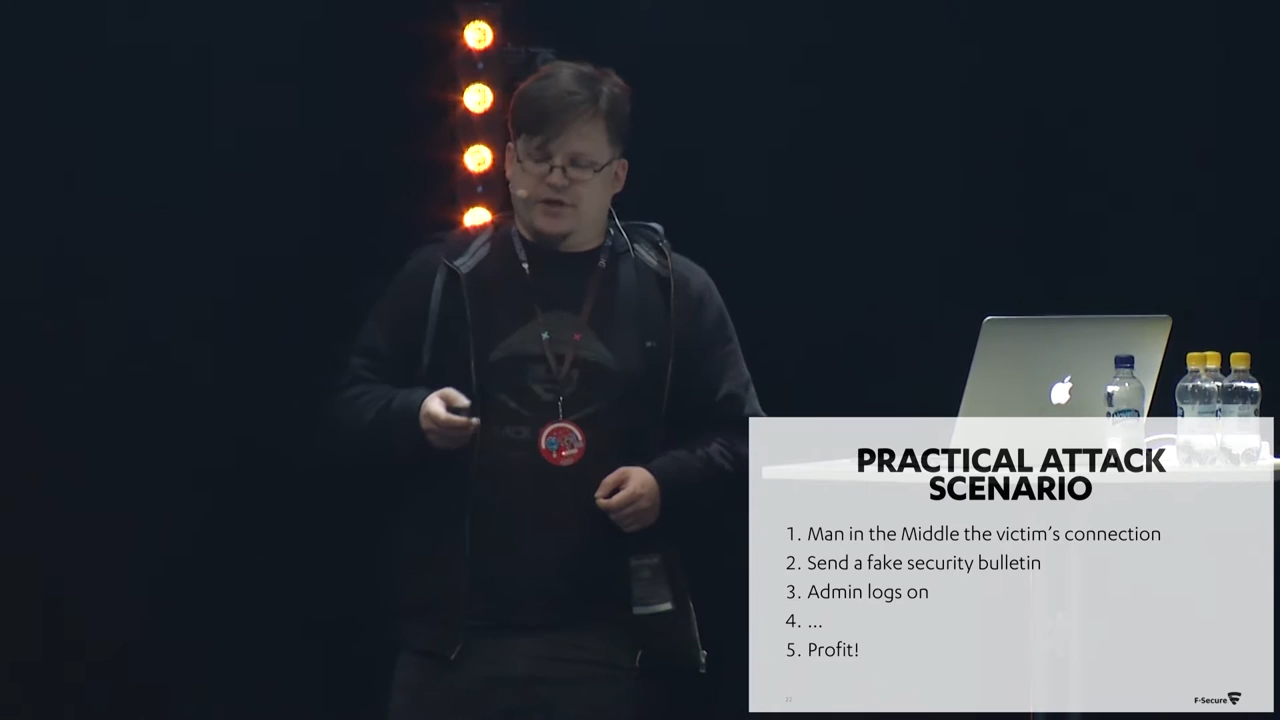 PRACTICAL ATTACK
SCENARIO
1. Man in the Middle the victim's connection
2. Send a fake security bulletin
3. Admin logs on
4. ...
5. Profit!
22
F-Secure